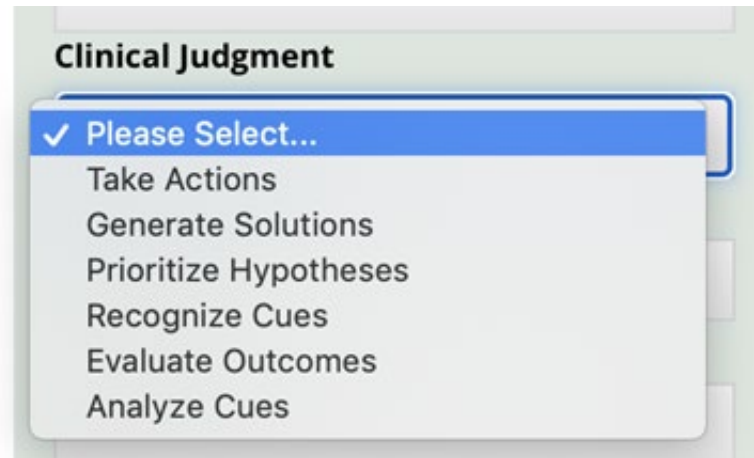 Clinical Judgment
✓ Please Select...
Take Actions
Generate Solutions
Prioritize Hypotheses
Recognize Cues
Evaluate Outcomes
Analyze Cues